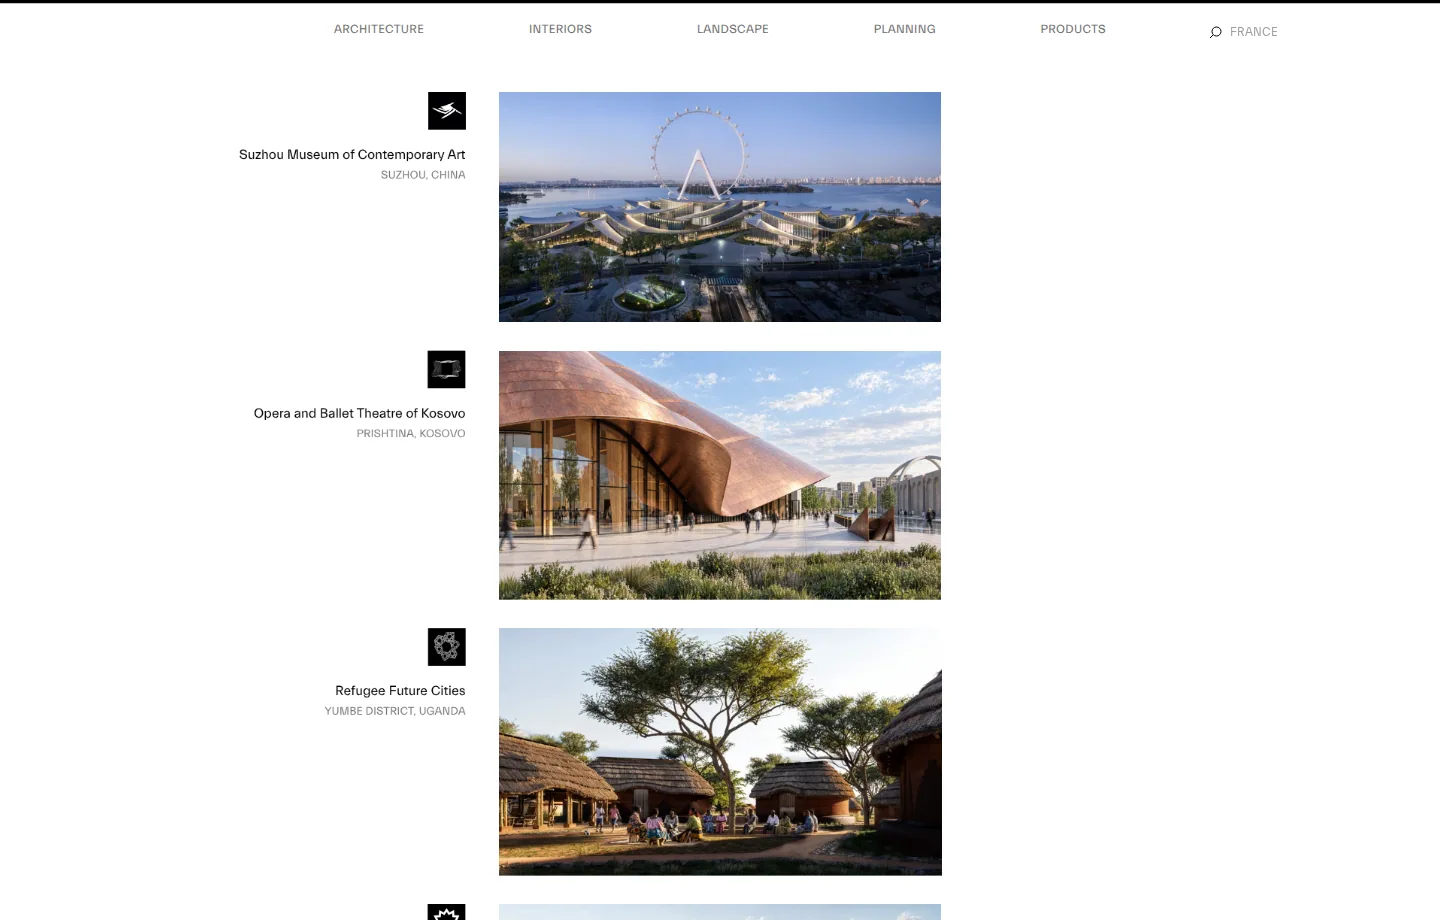 ARCHITECTURE
INTERIORS
LANDSCAPE
PLANNING
PRODUCTS
FRANCE
Suzhou Museum of Contemporary Art
SUZHOU, CHINA
Opera and Ballet Theatre of Kosovo
PRISHTINA, KOSOVO
Refugee Future Cities
YUMBE DISTRICT, UGANDA